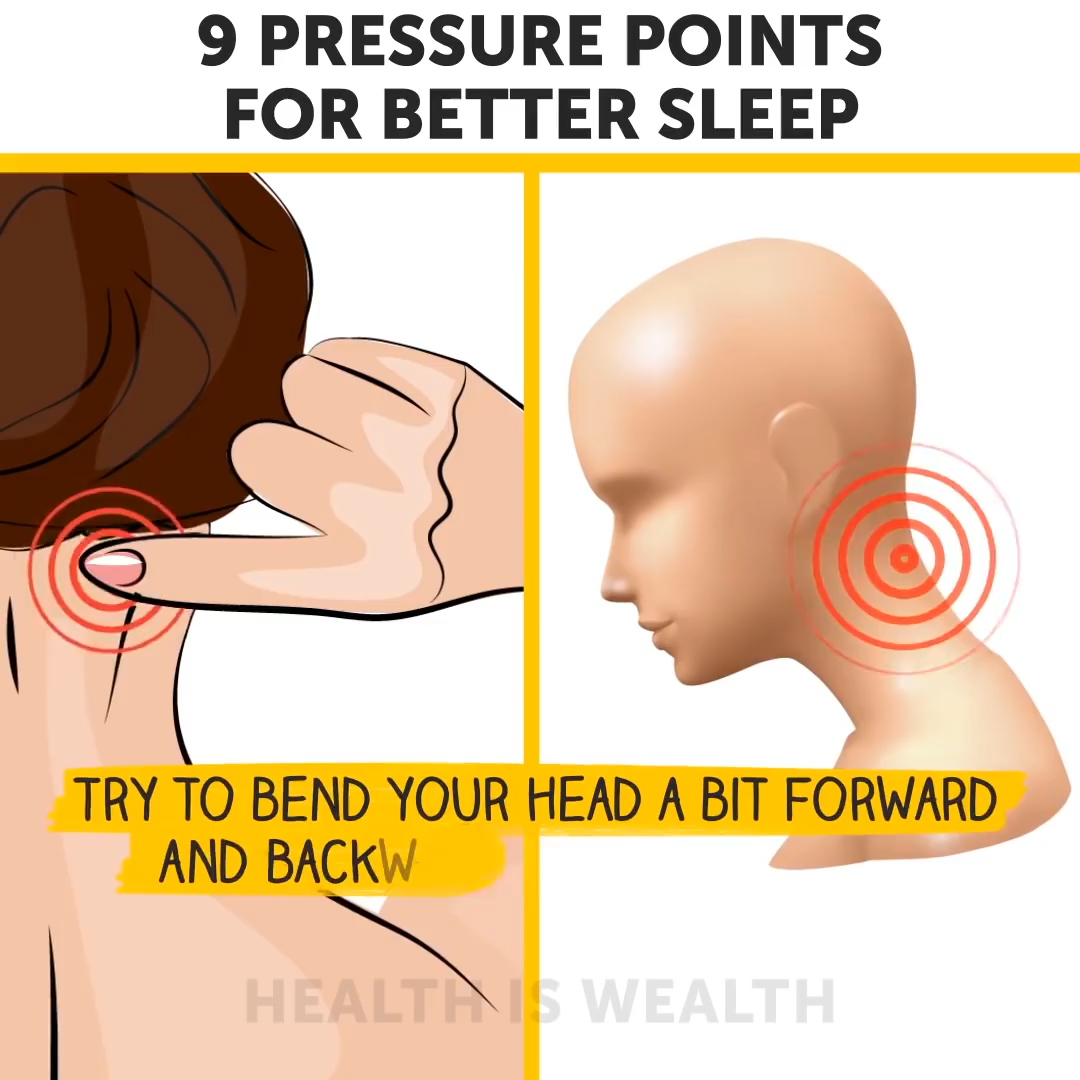 9 PRESSURE POINTS
FOR BETTER SLEEP
TRY TO BEND YOUR HEAD A BIT FORWARD
AND BACKW
HEALTH IS WEALTH